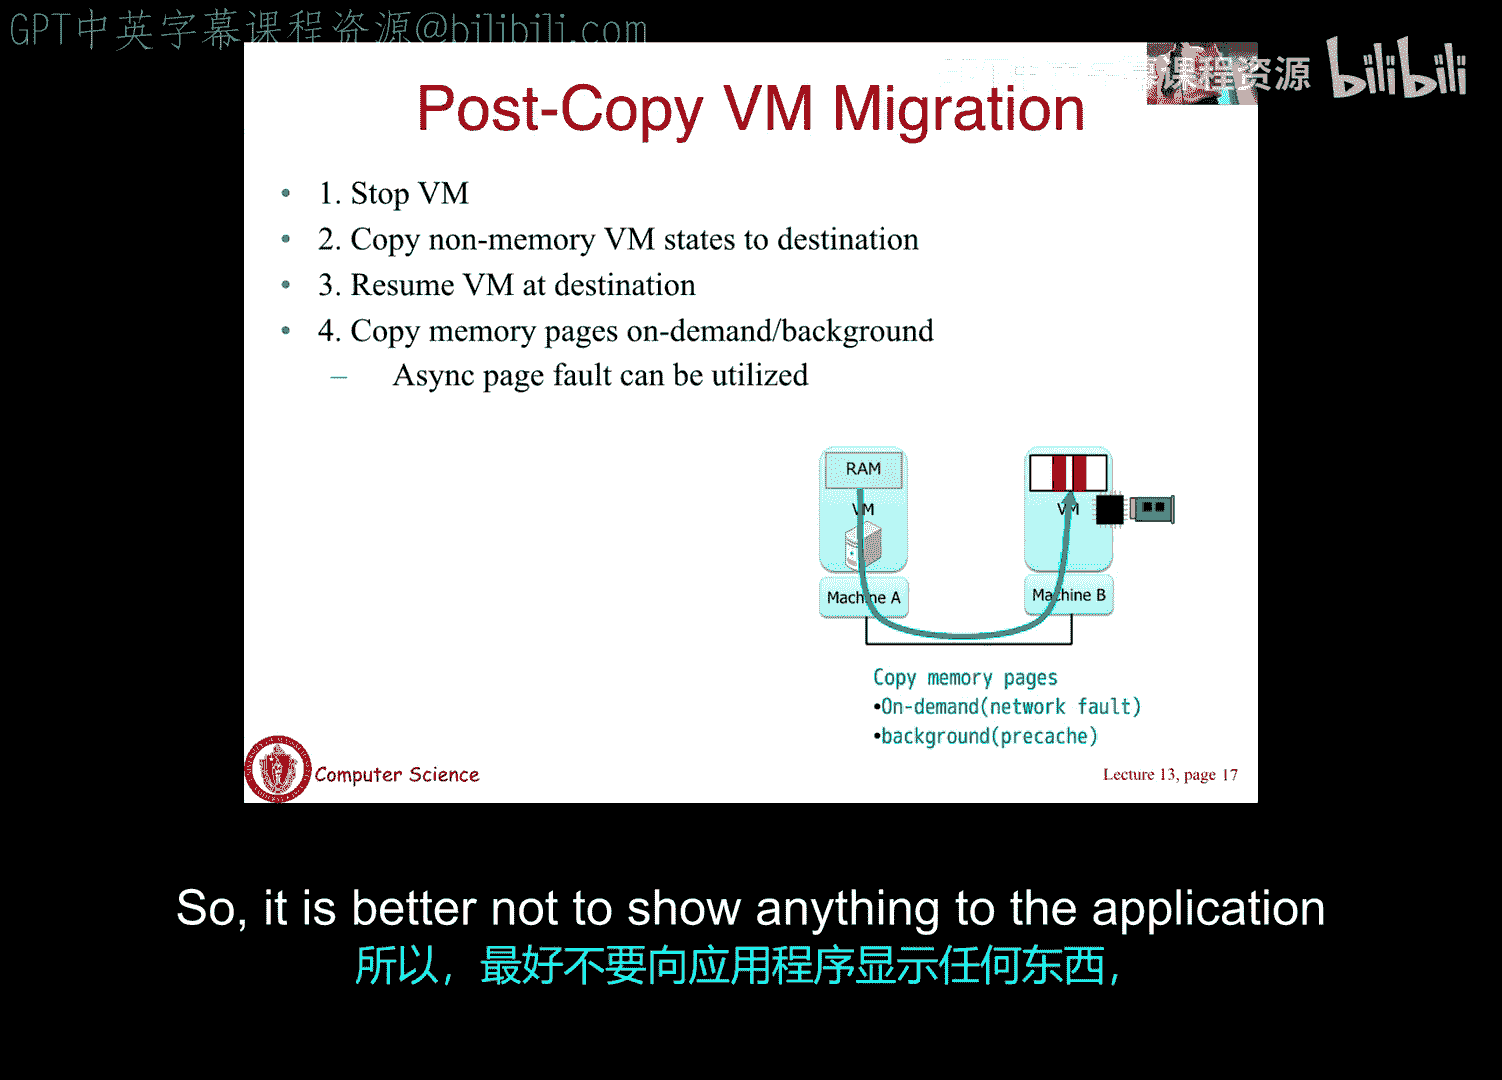 GPT中英字幕课程资源@bilibili.com
课程资源 bilibili
Post-Copy VM Migration
• 1. Stop VM
• 2. Copy non-memory VM states to destination
• 3. Resume VM at destination
• 4. Copy memory pages on-demand/background
– Async page fault can be utilized
RAM
VM
VM
Machine A
Machine B
Copy memory pages
•On-demand(network fault)
•background(precache)
Computer Science
Lecture 13, page 17
So, it is better not to show anything to the application
所以，最好不要向应用程序显示任何东西，